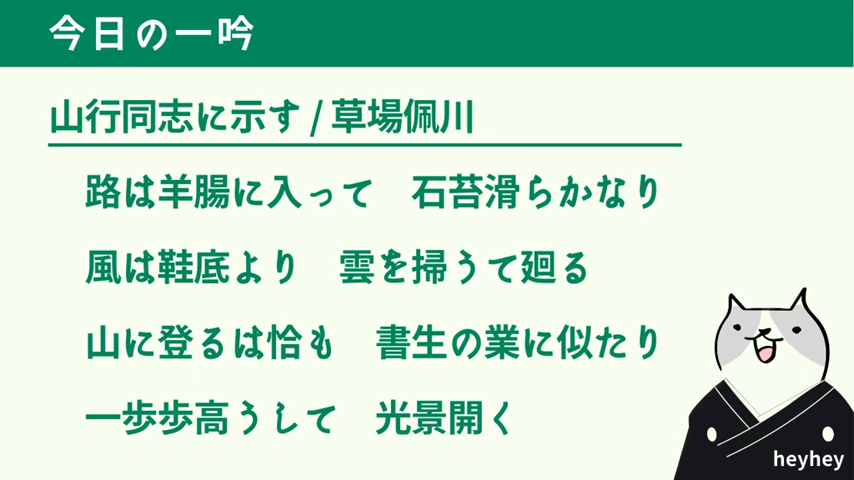 今日の一吟
山行同志に示す / 草場佩川
路は羊腸に入って　石苔滑らかなり
風は鞋底より　雲を掃うて廻る
山に登るは恰も　書生の業に似たり
一歩歩高うして　光景開く
heyhey